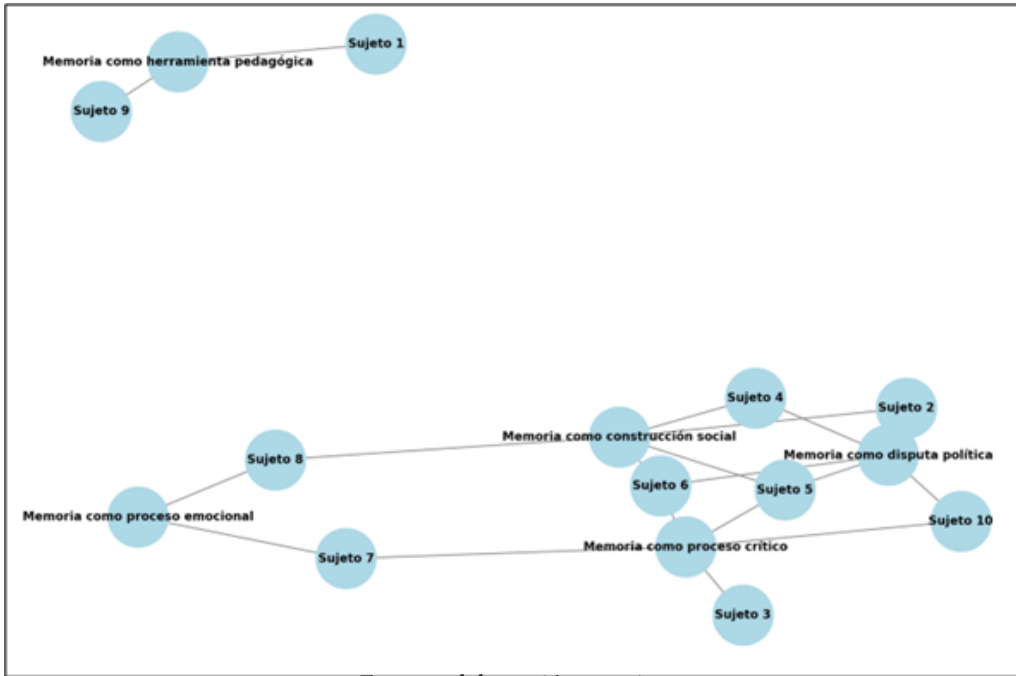 Sujeto 1
Memoria como herramienta pedagógica
Sujeto 9
Sujeto 4
Sujeto 2
Memoria como construcción social
Memoria como disputa política
Sujeto 8
Sujeto 6
Sujeto 5
Memoria como proceso emocional
Sujeto 10
Memoria como proceso crítico
Sujeto 7
Sujeto 3